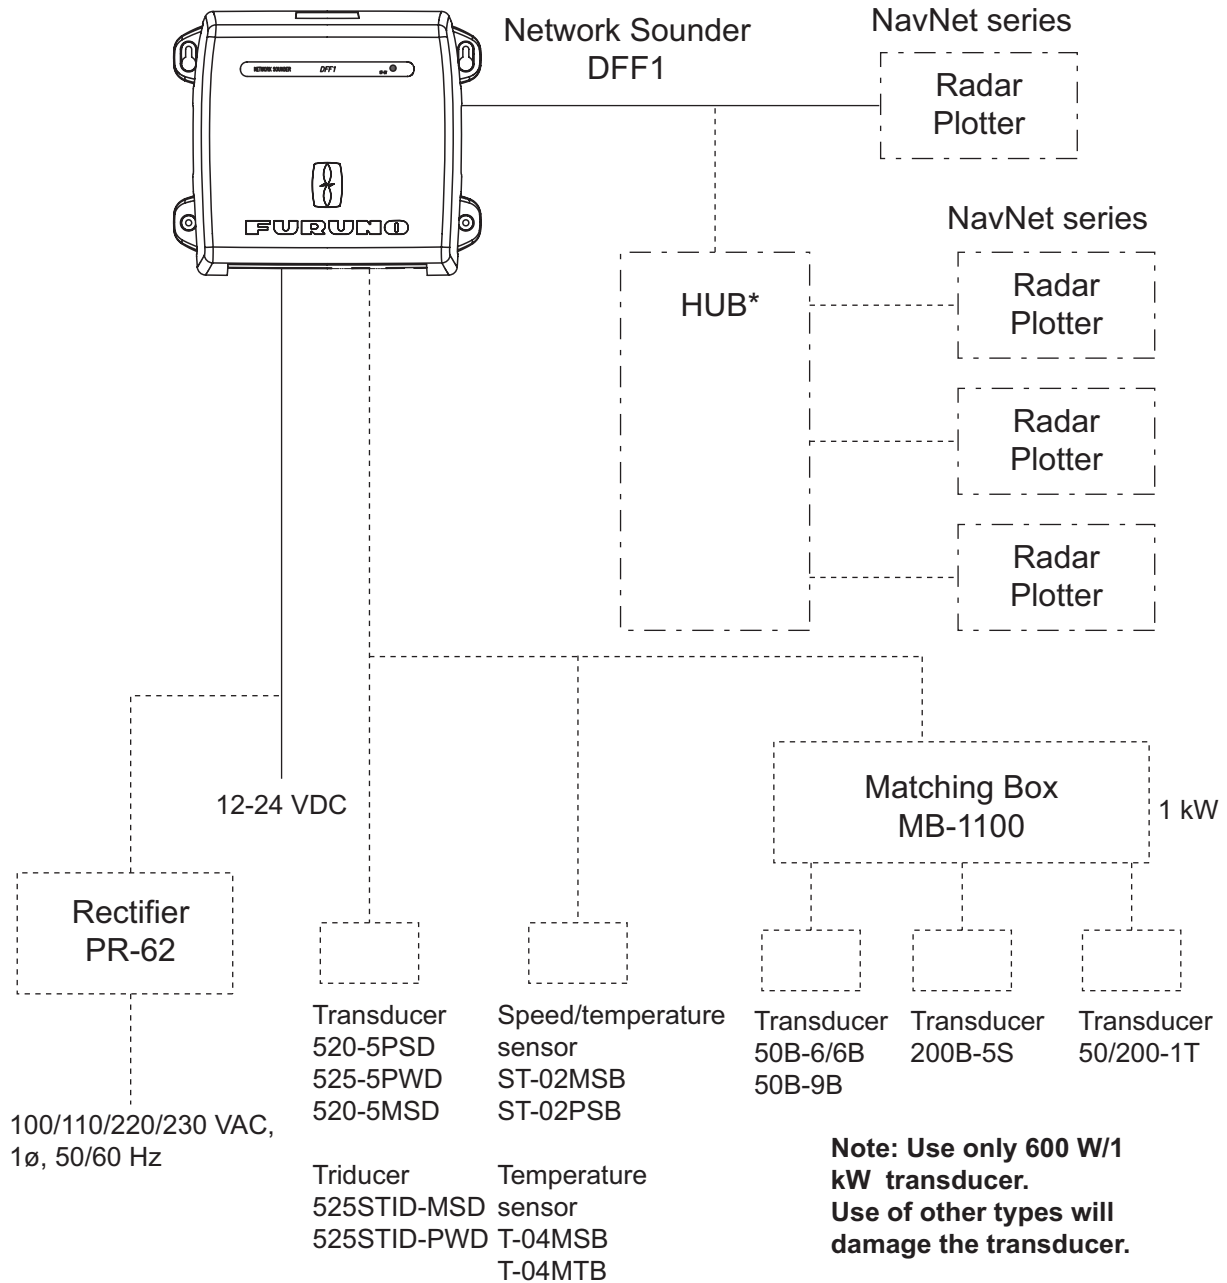 Network Sounder
DFF1
NavNet series
Radar
Plotter
NETWORK SOUNDER DFF1
FURUNO
NavNet series
HUB*
Radar
Plotter
Radar
Plotter
Radar
Plotter
12-24 VDC
Matching Box
MB-1100
1 kW
Rectifier
PR-62
100/110/220/230 VAC,
1ø, 50/60 Hz
Transducer
520-5PSD
525-5PWD
520-5MSD
Triducer
525STID-MSD
525STID-PWD
Speed/temperature
sensor
ST-02MSB
ST-02PSB
Temperature
sensor
T-04MSB
T-04MTB
Transducer
50B-6/6B
50B-9B
Transducer
200B-5S
Transducer
50/200-1T
Note: Use only 600 W/1
kW transducer.
Use of other types will
damage the transducer.